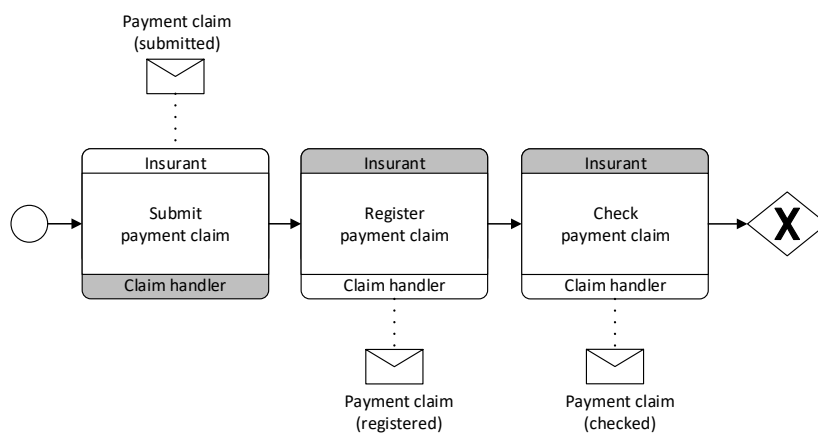 Payment claim
(submitted)
Insurant
Submit
payment claim
Claim handler
Insurant
Register
payment claim
Claim handler
Insurant
Check
payment claim
Claim handler
X
Payment claim
(registered)
Payment claim
(checked)